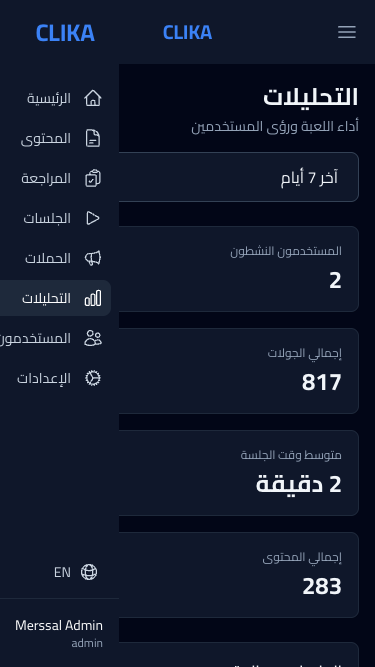 CLIKA
التحليلات
أداء اللعبة ورؤى المستخدمين
آخر 7 أيام
المستخدمون النشطون
2
إجمالي الجولات
817
متوسط وقت الجلسة
2 دقيقة
إجمالي المحتوى
283
CLIKA
الرئيسية
المحتوى
المراجعة
الجلسات
الحملات
التحليلات
المستخدمون
الإعدادات
EN
Merssal Admin
admin